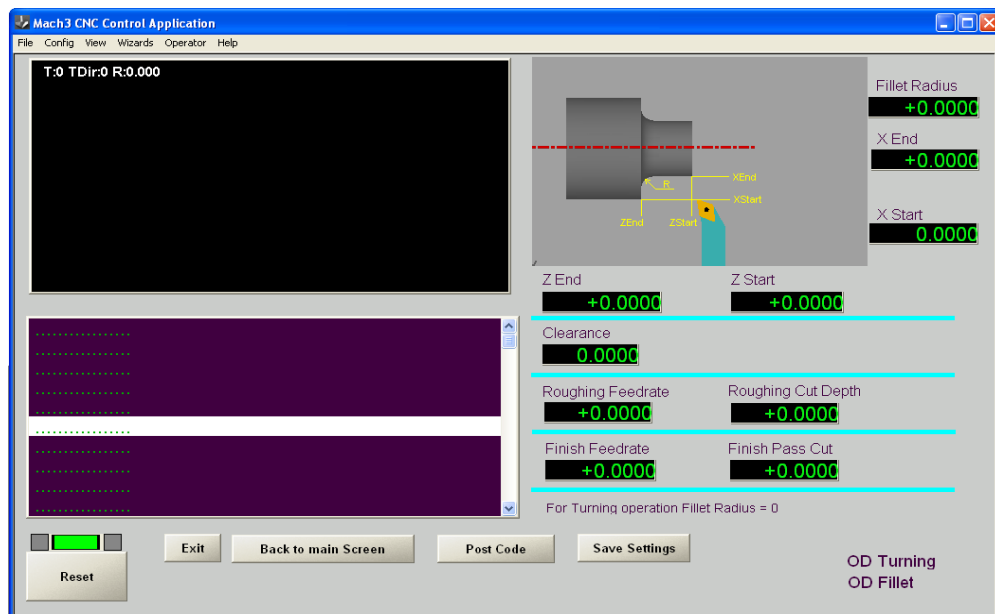 Mach3 CNC Control Application
File Config View Wizards Operator Help
T:0 TDir:0 R:0.000
Fillet Radius
+0.0000
X End
+0.0000
X Start
0.0000
XEnd
R
XStart
ZEnd ZStart
Z End Z Start
+0.0000 +0.0000
Clearance
0.0000
Roughing Feedrate Roughing Cut Depth
+0.0000 +0.0000
Finish Feedrate Finish Pass Cut
+0.0000 +0.0000
For Turning operation Fillet Radius = 0
................
................
................
................
................
................
................
................
................
................
Reset
Exit Back to main Screen Post Code Save Settings
OD Turning
OD Fillet